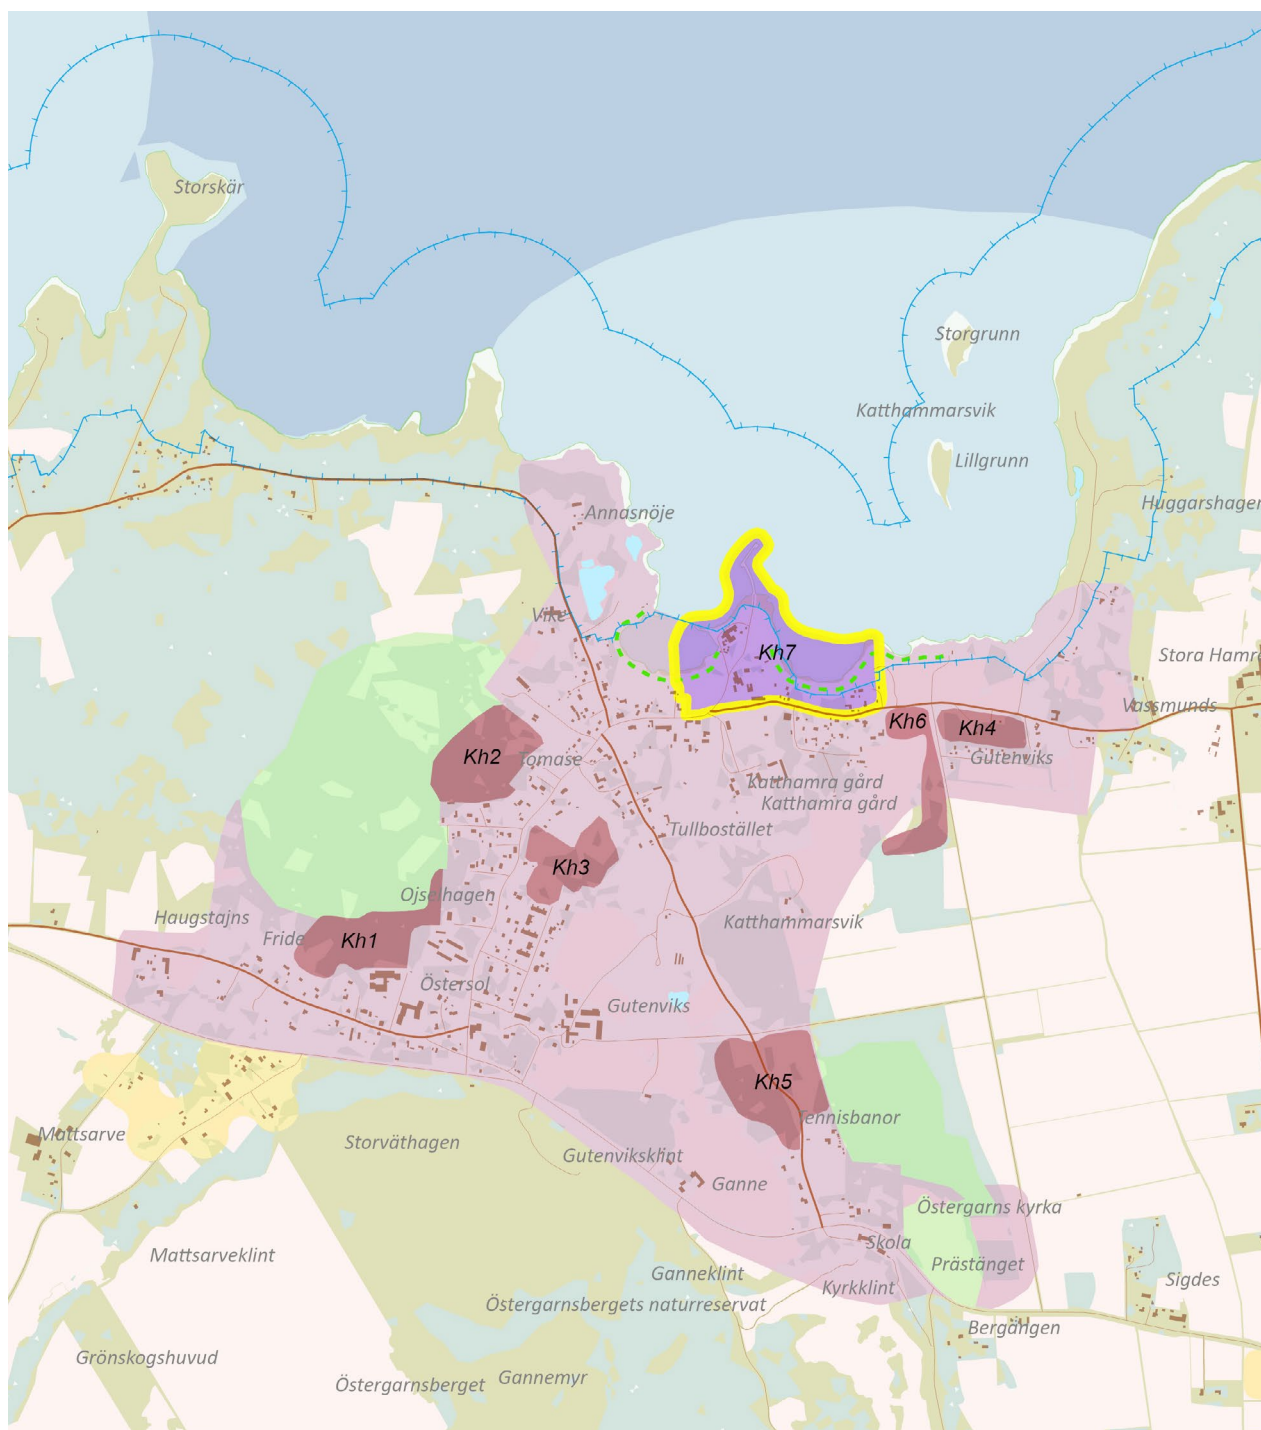 Storskär
Storgrunn
Katthammarsvik
Lillgrunn
Huggarshagen
Annasnöje
Vike
Kh7
Stora Hamra
Vassmunds
Kh6
Kh4
Kh2
Tomase
Gutenviks
Katthamra gård
Katthamra gård
Tullbostället
Kh3
Ojselhagen
Haugstajns
Katthammarsvik
Fride
Kh1
Östersol
Gutenviks
Kh5
Tennisbanor
Mattsarve
Storväthagen
Gutenviksklint
Ganne
Östergarns kyrka
Skola
Mattsarveklint
Prästänget
Ganneklint
Sigdes
Kyrkklint
Östergarnsbergets naturreservat
Bergängen
Grönskogshuvud
Gannemyr
Östergarnsberget